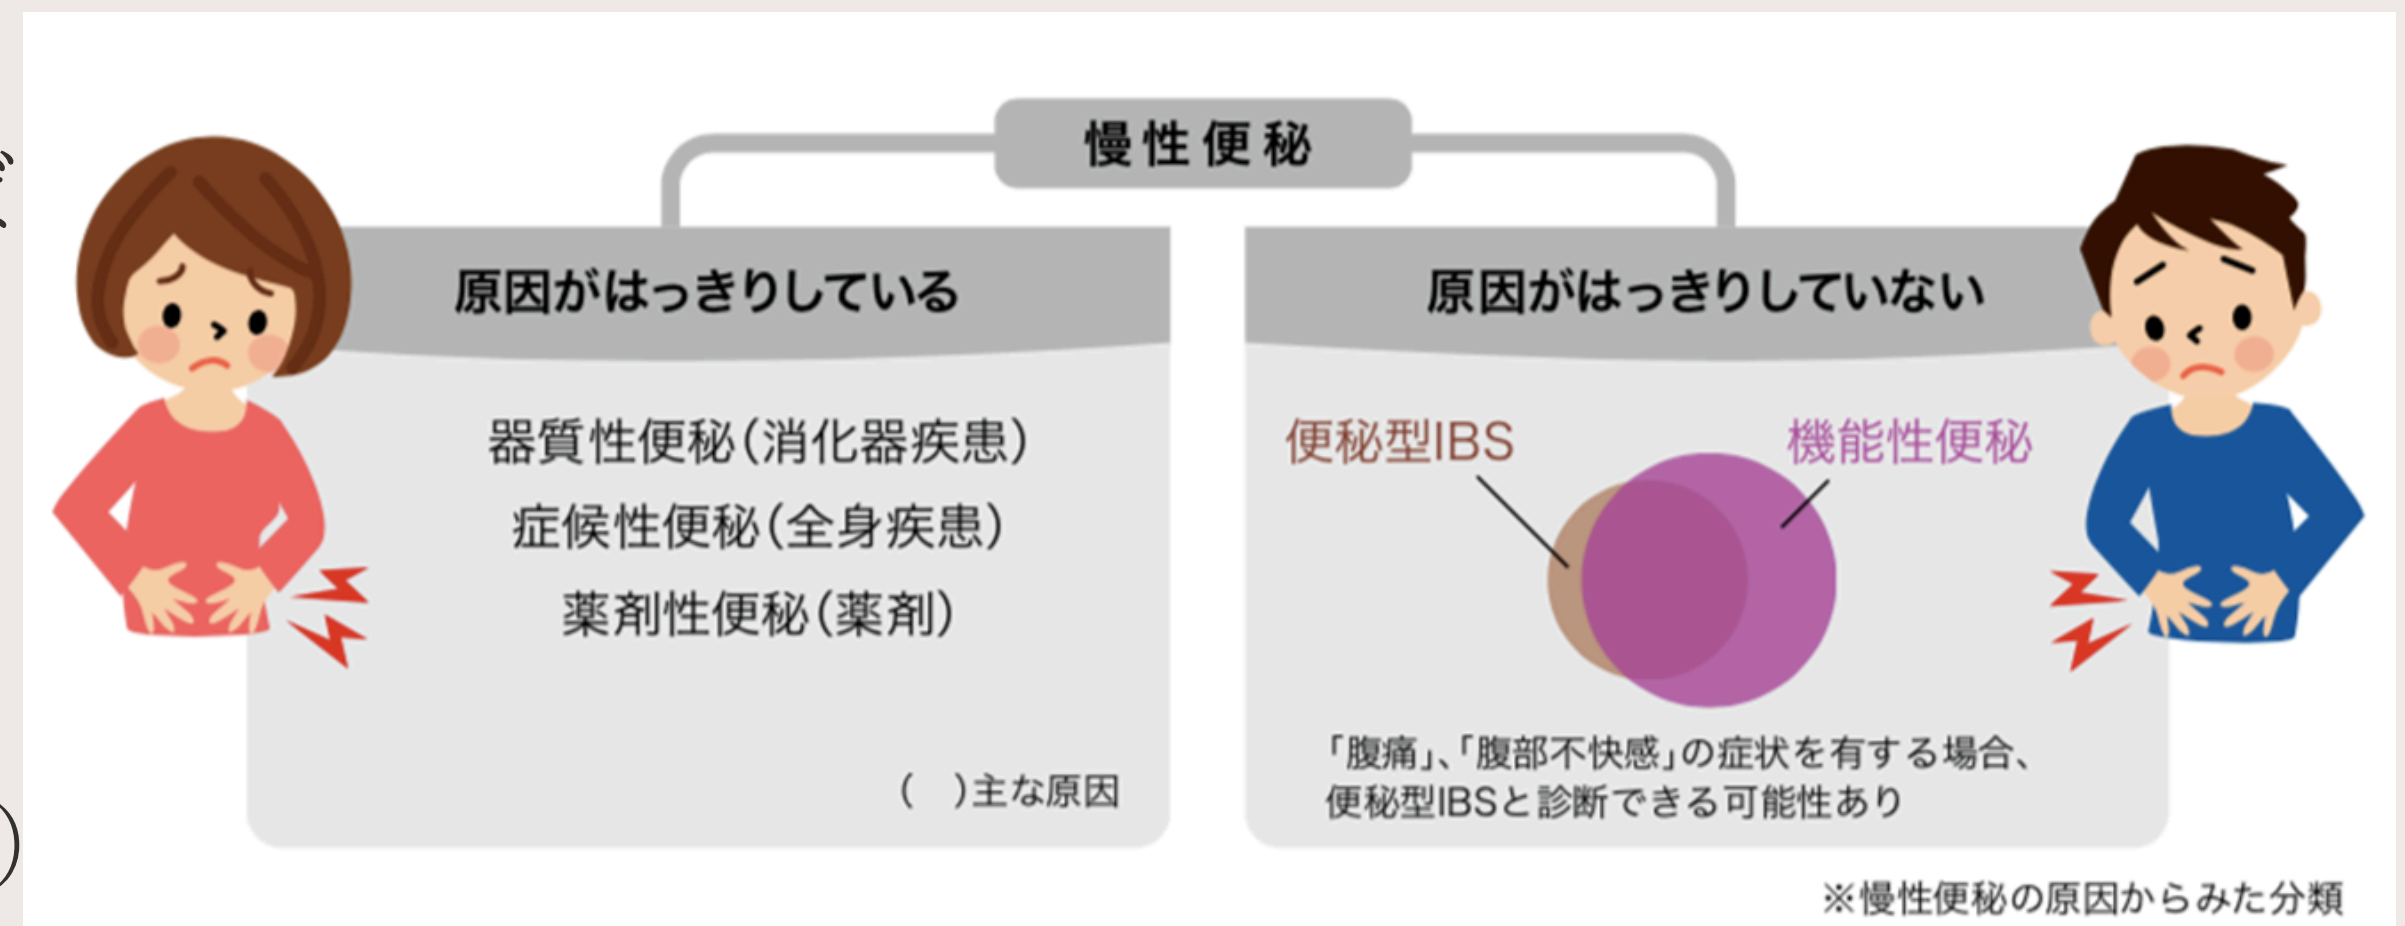 慢性便秘
原因がはっきりしている
器質性便秘(消化器疾患)
症候性便秘(全身疾患)
薬剤性便秘(薬剤)
(　)主な原因
原因がはっきりしていない
便秘型IBS
機能性便秘
「腹痛」、「腹部不快感」の症状を有する場合、
便秘型IBSと診断できる可能性あり
※慢性便秘の原因からみた分類